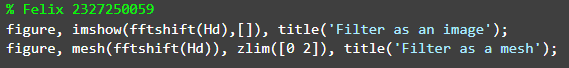 % Felix 2327250059
figure, imshow(fftshift(Hd),[]), title('Filter as an image');
figure, mesh(fftshift(Hd)), zlim([0 2]), title('Filter as a mesh');